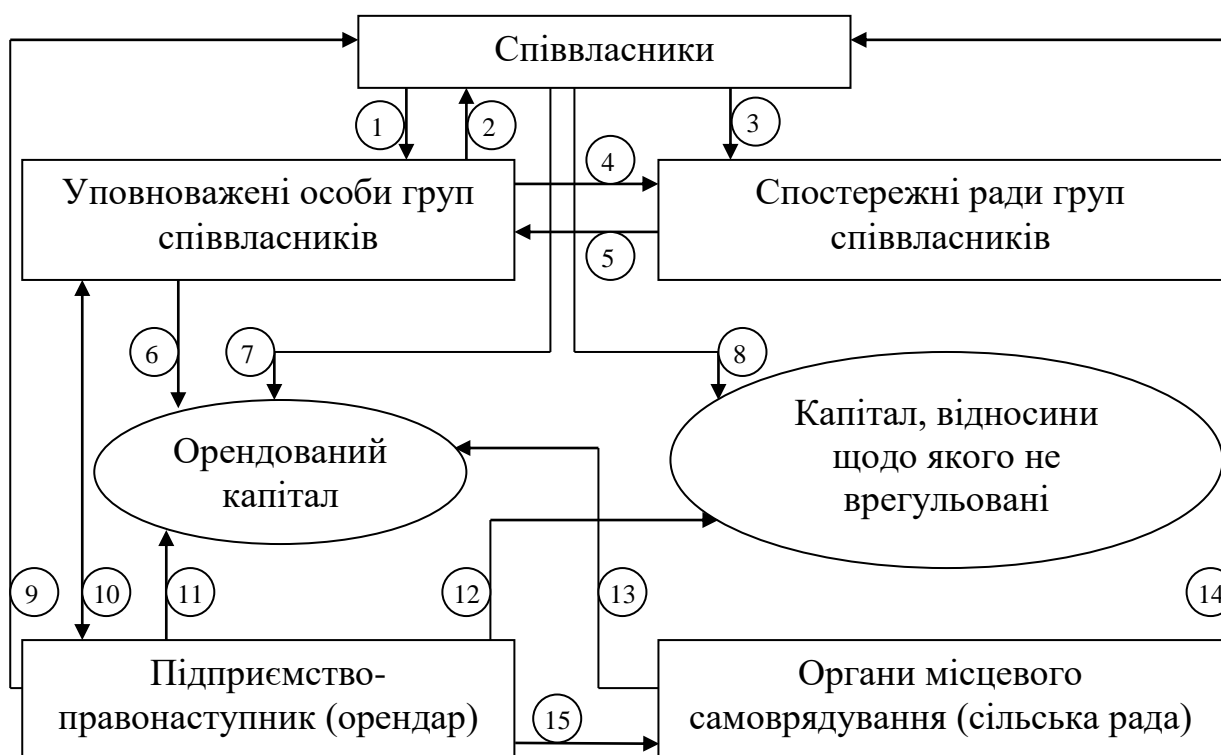 Співвласники
1
2
3
Уповноважені особи груп
співвласників
4
5
Спостережні ради груп
співвласників
6
7
8
Орендований
капітал
Капітал, відносини
щодо якого не
врегульовані
9
10
11
12
13
14
Підприємство-
правонаступник (орендар)
15
Органи місцевого
самоврядування (сільська рада)